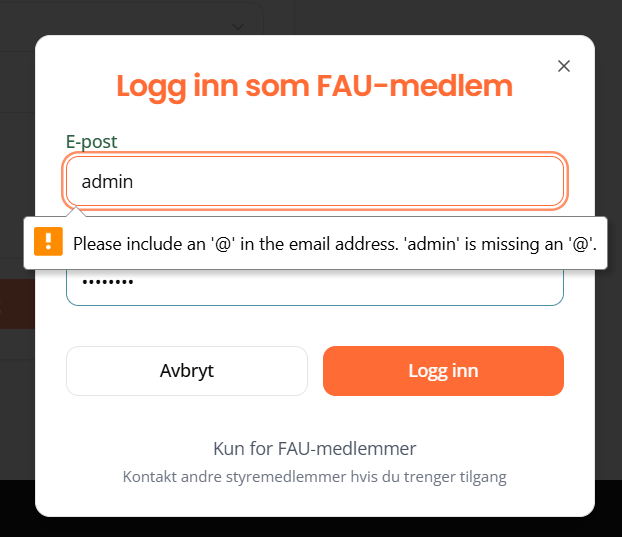 Logg inn som FAU-medlem
E-post
admin
Please include an '@' in the email address. 'admin' is missing an '@'.
••••••••
Avbryt
Logg inn
Kun for FAU-medlemmer
Kontakt andre styremedlemmer hvis du trenger tilgang